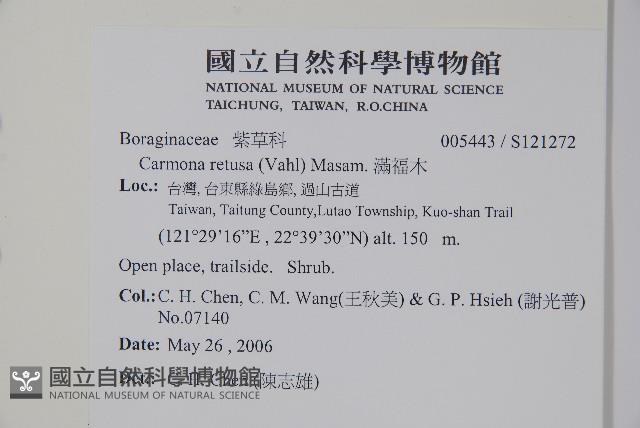 國立自然科學博物館
NATIONAL MUSEUM OF NATURAL SCIENCE
TAICHUNG, TAIWAN, R.O.CHINA
Boraginaceae 紫草科 005443 / S121272
Carmona retusa (Vahl) Masam. 滿福木
Loc.: 台灣, 台東縣綠島鄉, 過山古道
Taiwan, Taitung County,Lutao Township, Kuo-shan Trail
(121°29’16”E , 22°39’30”N) alt. 150 m.
Open place, trailside. Shrub.
Col.: C. H. Chen, C. M. Wang(王秋美) & G. P. Hsieh (謝光普)
No.07140
Date: May 26 , 2006
(陳志雄)
國立自然科學博物館
NATIONAL MUSEUM OF NATURAL SCIENCE